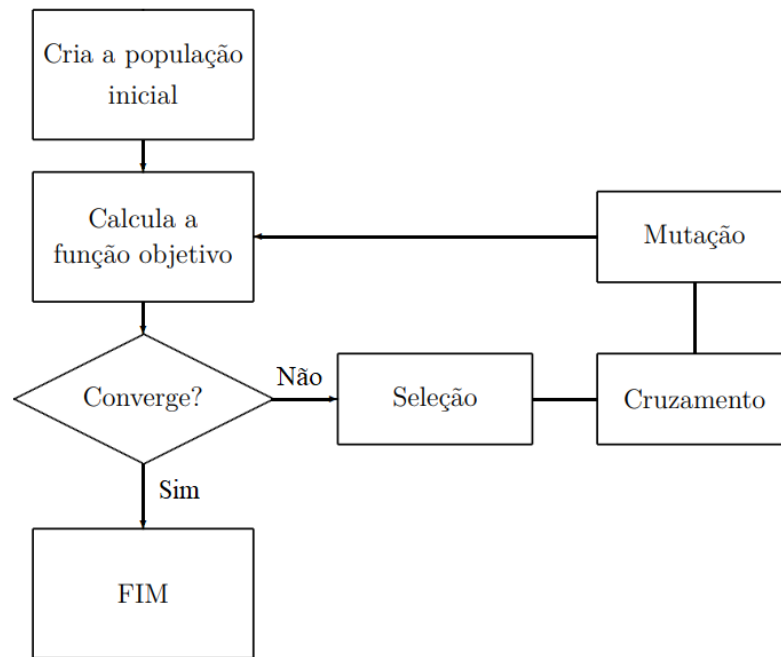 Cria a população
inicial
Calcula a
função objetivo
Mutação
Converge?
Não
Seleção
Cruzamento
Sim
FIM